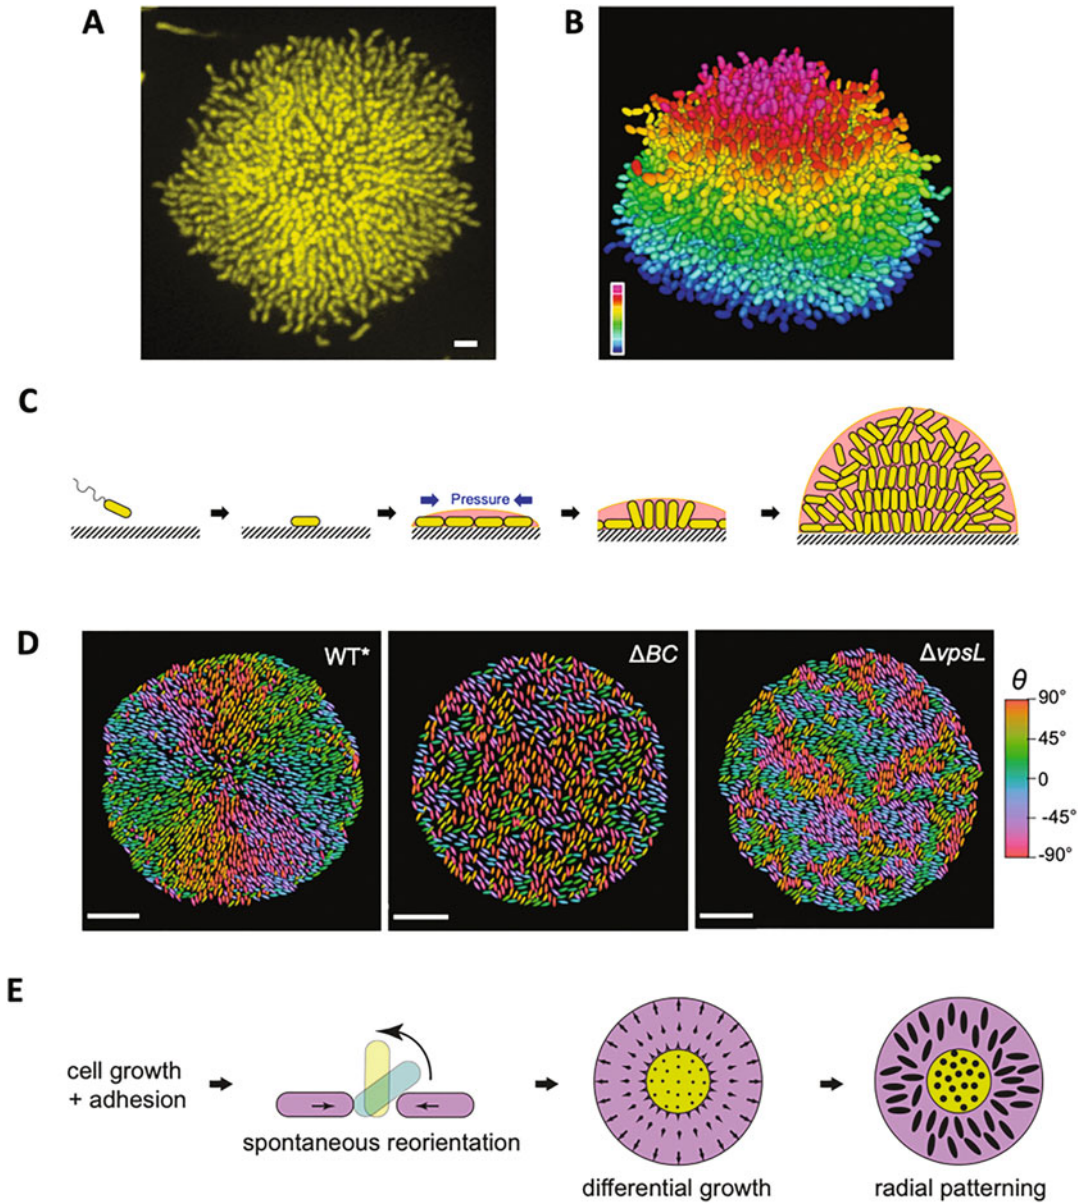 A
B
C
Pressure
D
WT*
ΔBC
ΔvpsL
θ
90°
45°
0
-45°
-90°
E
cell growth
+ adhesion
spontaneous reorientation
differential growth
radial patterning